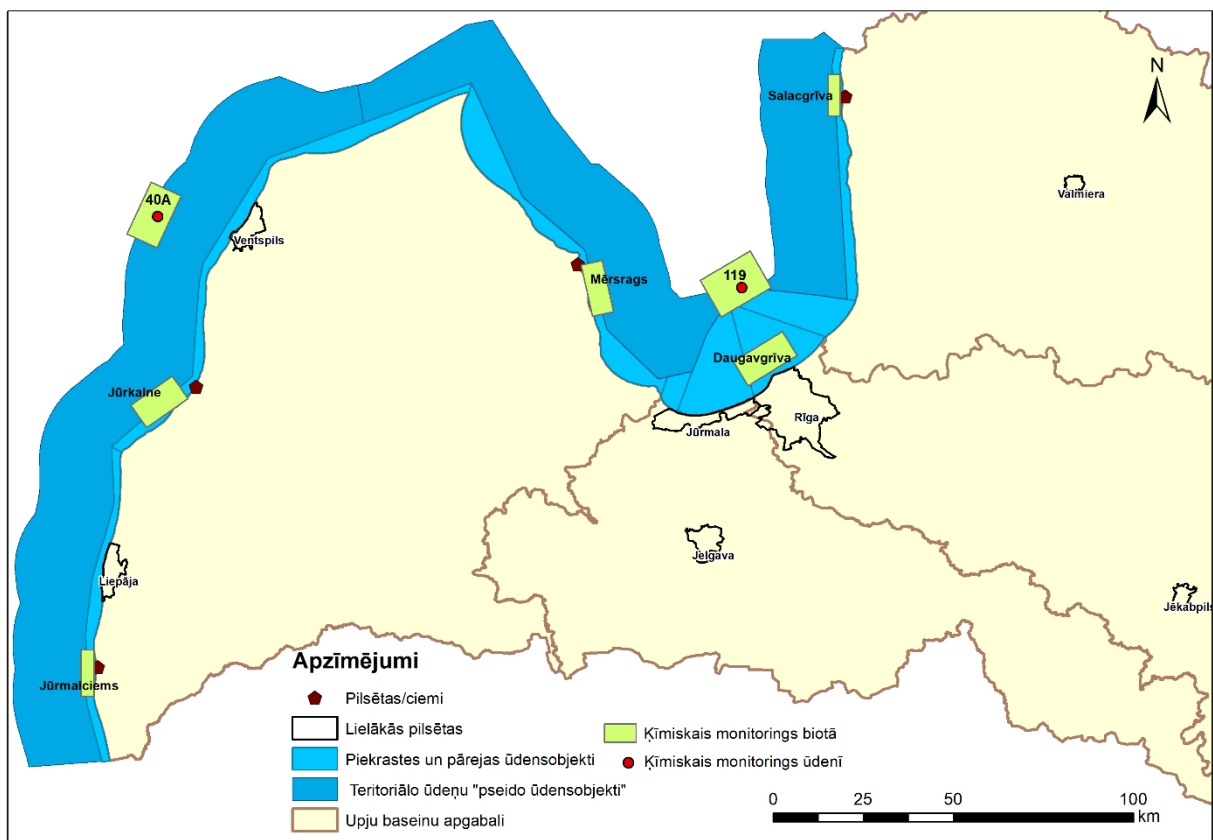 N
Salacgrīva
Valmiera
40A
Ventspils
Mērsrags
119
Daugavgrīva
Jūrkalne
Rīga
Jūrmala
Jelgava
Liepāja
Jēkabpils
Jūrmalciems
Apzīmējumi
Pilsētas/ciemi
Lielākās pilsētas
Piekrastes un pārejas ūdensobjekti
Teritoriālo ūdeņu "pseido ūdensobjekti"
Upju baseinu apgabali
Ķīmiskais monitorings biotā
Ķīmiskais monitorings ūdenī
0 25 50 100
km